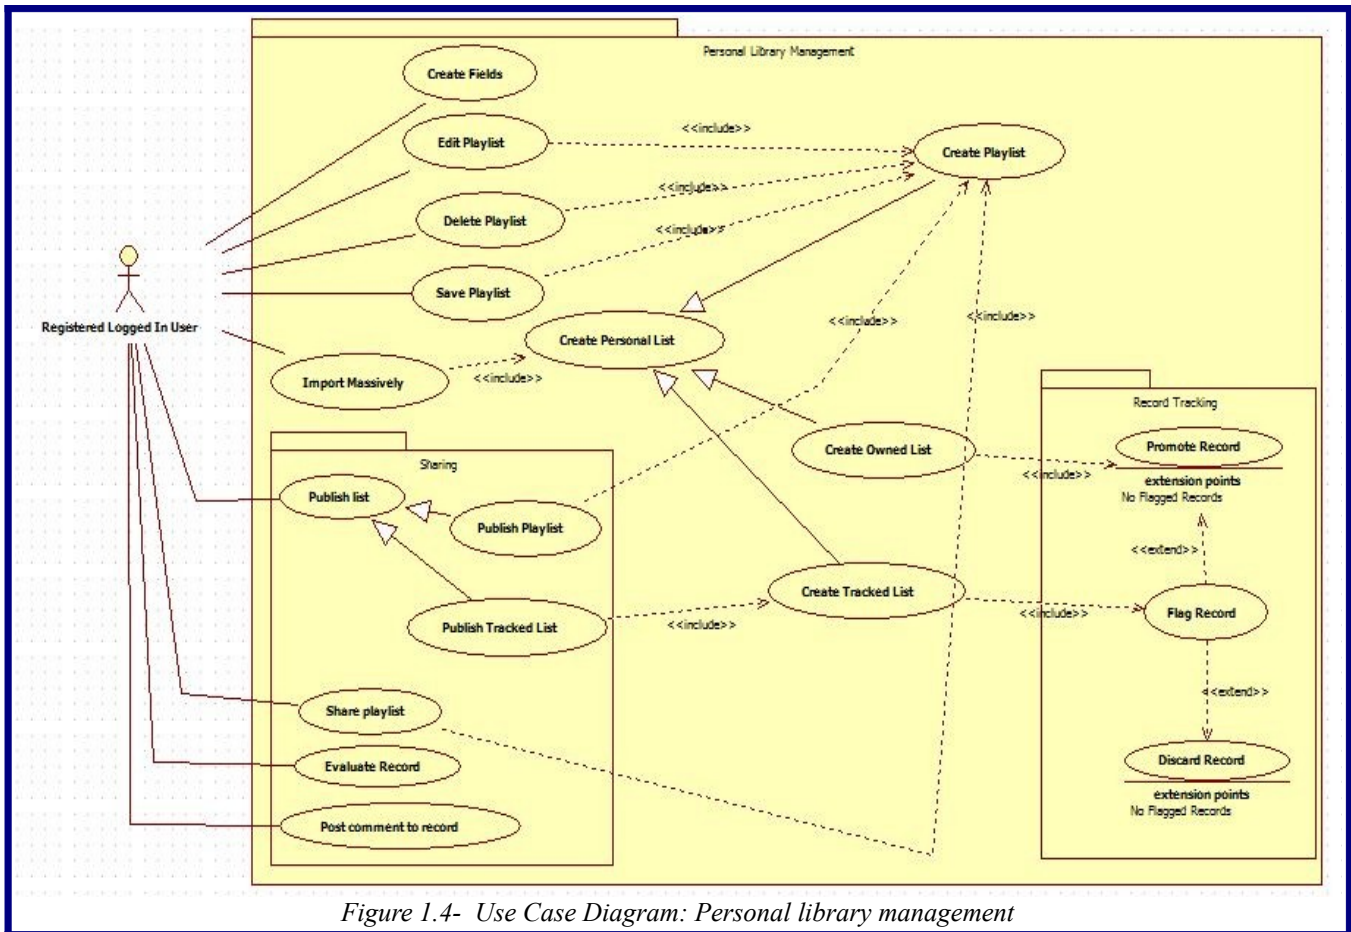 Personal Library Management
Create Fields
Edit Playlist
<<include>>
Create Playlist
Delete Playlist
<<include>>
Save Playlist
<<include>>
Registered Logged In User
Create Personal List
<<include>>
<<include>>
Import Massively
<<include>>
Record Tracking
Create Owned List
Promote Record
<<include>>
extension points
No Flagged Records
Sharing
Publish list
Publish Playlist
<<extend>>
Create Tracked List
Flag Record
<<include>>
Publish Tracked List
<<include>>
<<extend>>
Share playlist
Evaluate Record
Discard Record
extension points
No Flagged Records
Post comment to record
Figure 1.4- Use Case Diagram: Personal library management